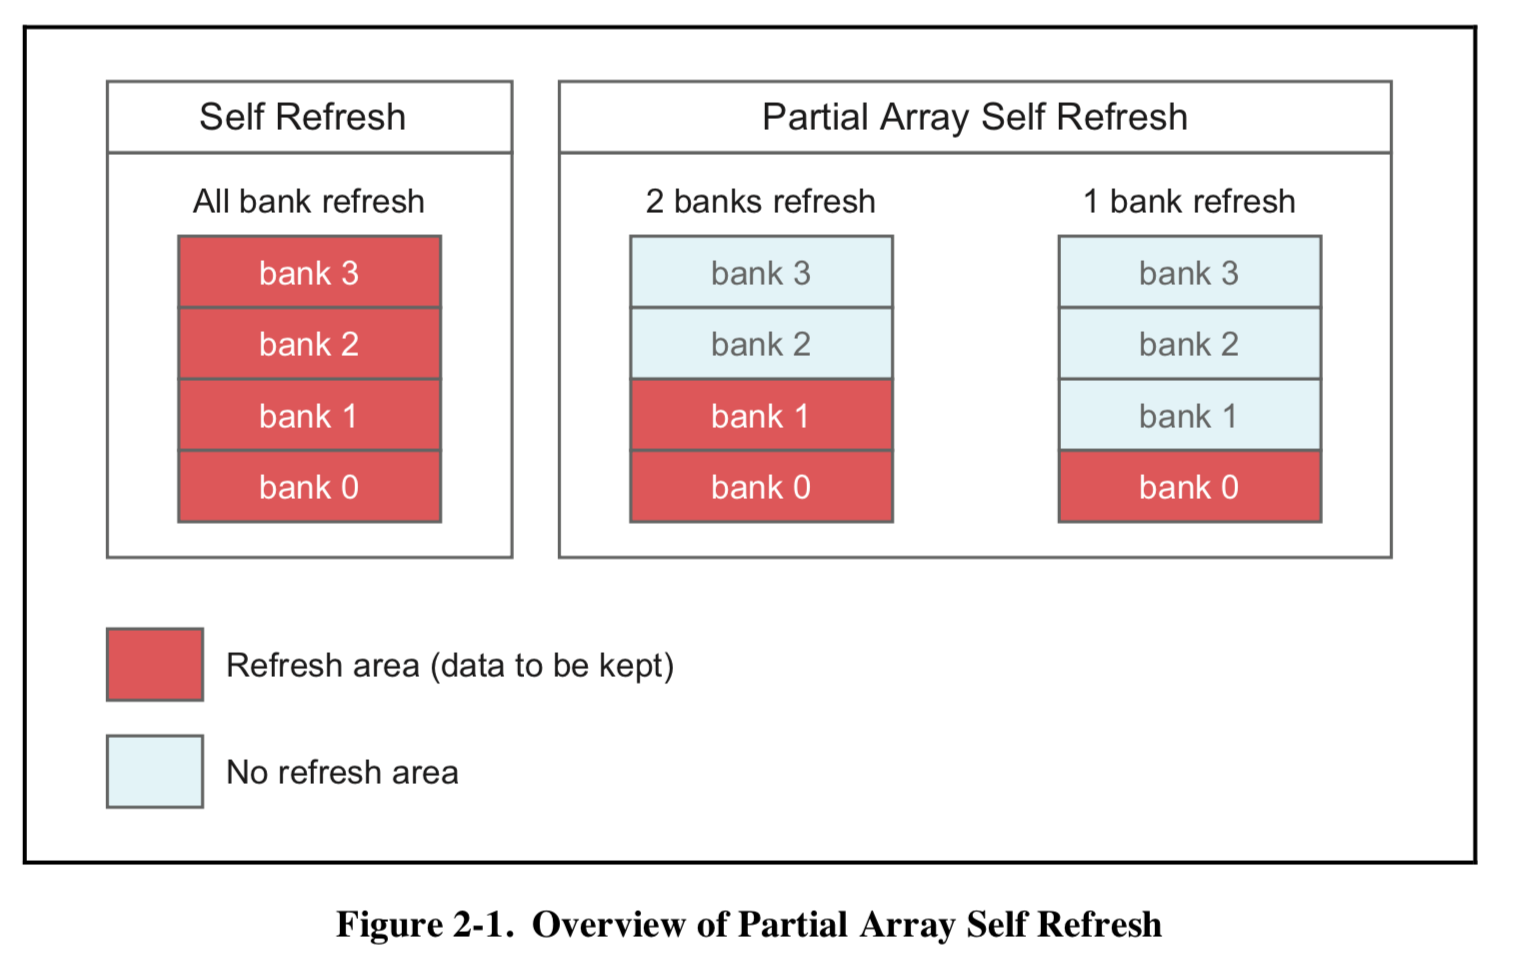 Self Refresh
All bank refresh
bank 3
bank 2
bank 1
bank 0
Partial Array Self Refresh
2 banks refresh
bank 3
bank 2
bank 1
bank 0
1 bank refresh
bank 3
bank 2
bank 1
bank 0
Refresh area (data to be kept)
No refresh area
Figure 2-1. Overview of Partial Array Self Refresh